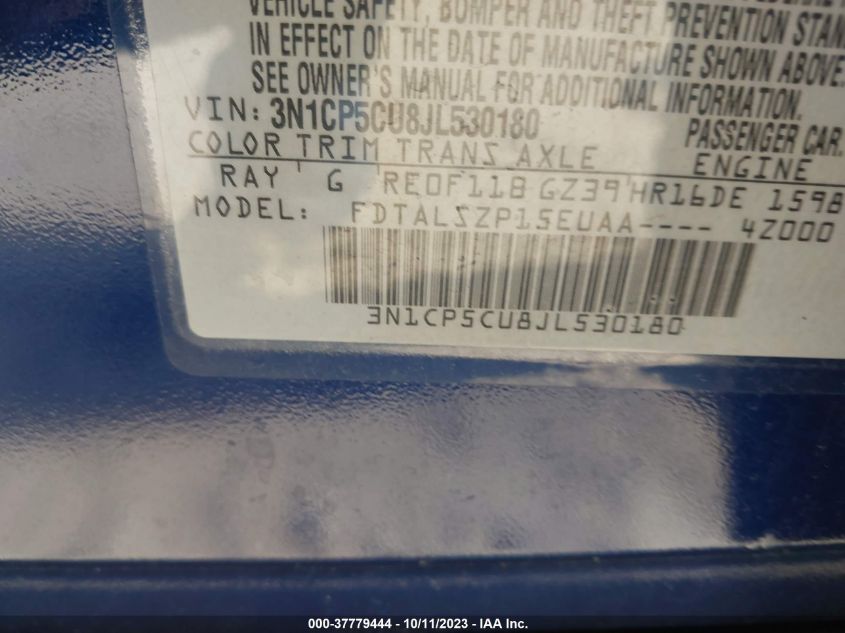 VEHICLE SAFETY, BUMPER AND THEFT PREVENTION STAN
IN EFFECT ON THE DATE OF MANUFACTURE SHOWN ABOVE.
SEE OWNER'S MANUAL FOR ADDITIONAL INFORMATION.
VIN: 3N1CP5CU8JL530180 PASSENGER CAR.
COLOR TRIM TRANS AXLE ENGINE
RAY G RE0F11B GZ39 HR16DE 1598
MODEL: FDTALSZP15EUAA---- 4Z000
3N1CP5CU8JL530180
000-37779444 - 10/11/2023 - IAA Inc.